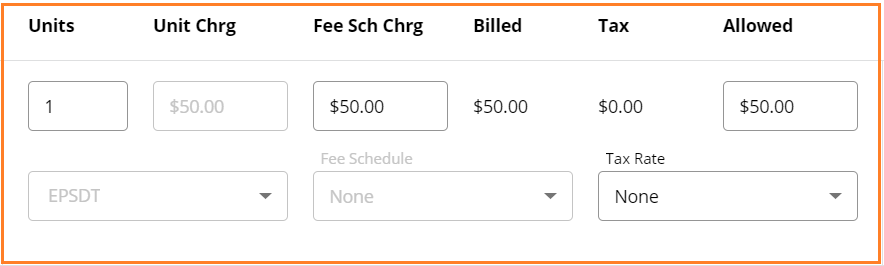 Units Unit Chrg Fee Sch Chrg Billed Tax Allowed
1 $50.00 $50.00 $50.00 $0.00 $50.00
Fee Schedule Tax Rate
EPSDT None None